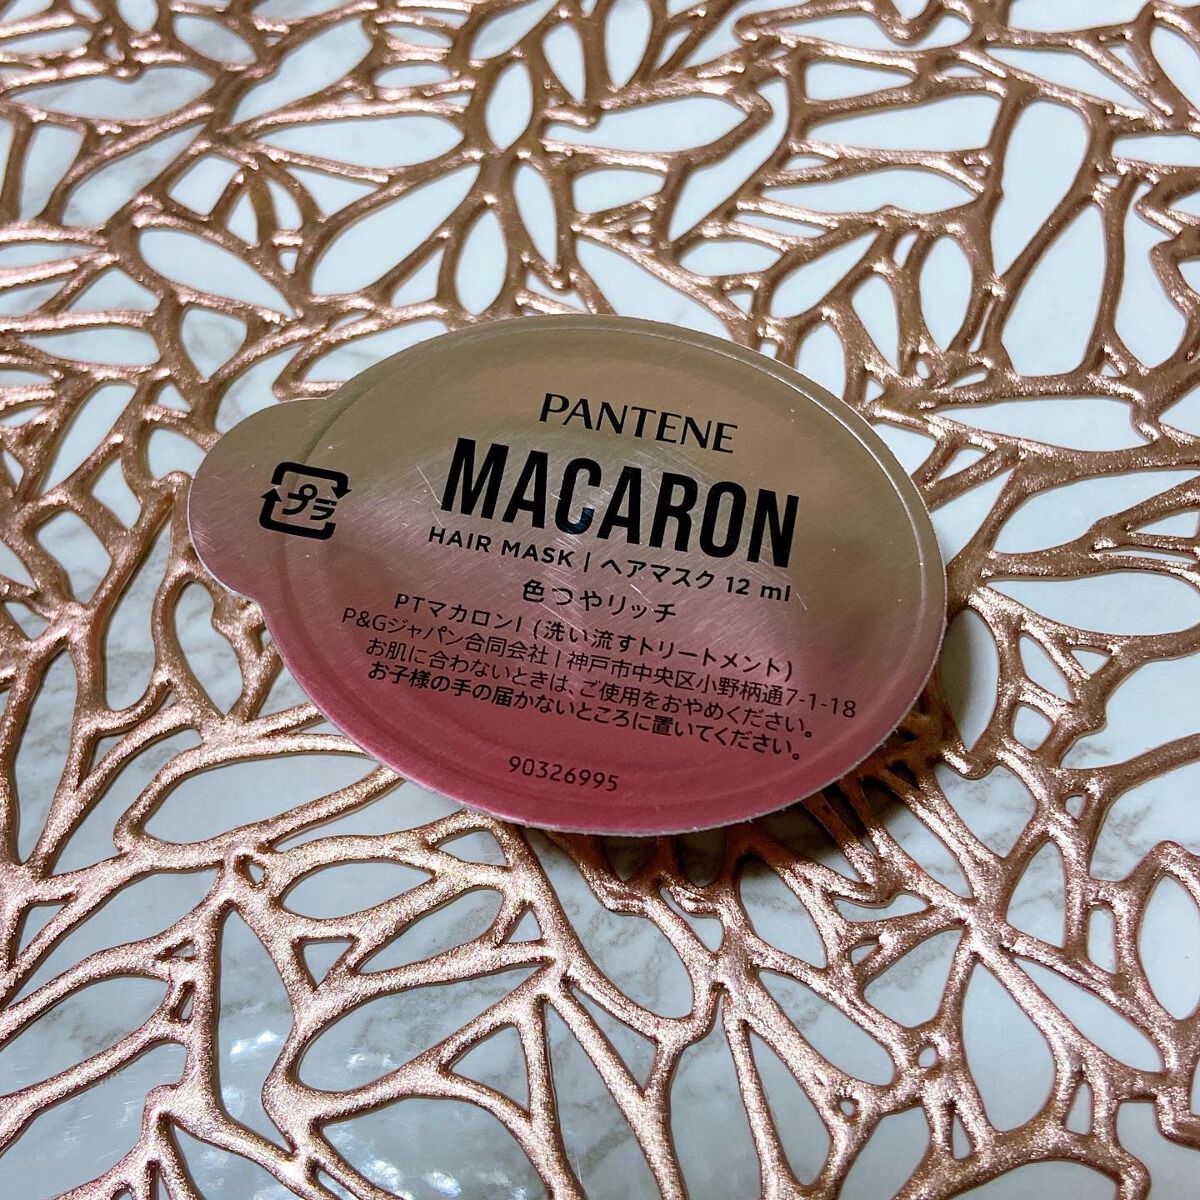 PANTENE
MACARON
HAIR MASK | ヘアマスク 12 ml
色つやリッチ
PTマカロンI (洗い流すトリートメント)
P&Gジャパン合同会社 | 神戸市中央区小野柄通7-1-18
お肌に合わないときは、ご使用をおやめください。
お子様の手の届かないところに置いてください。
90326995
プラ